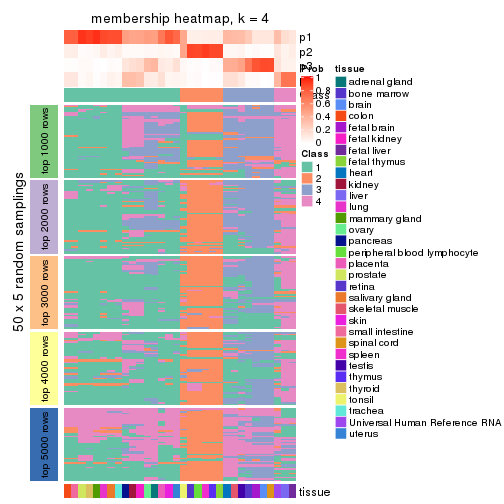 membership heatmap, k = 4
p1
p2
p3
Prob
1
0.8
0.6
0.4
0.2
0
Class
1
2
3
4
50 x 5 random samplings
top 1000 rows
top 2000 rows
top 3000 rows
top 4000 rows
top 5000 rows
tissue
tissue
adrenal gland
bone marrow
brain
colon
fetal brain
fetal kidney
fetal liver
fetal thymus
heart
kidney
liver
lung
mammary gland
ovary
pancreas
peripheral blood lymphocyte
placenta
prostate
retina
salivary gland
skeletal muscle
skin
small intestine
spinal cord
spleen
testis
thymus
thyroid
tonsil
trachea
Universal Human Reference RNA
uterus